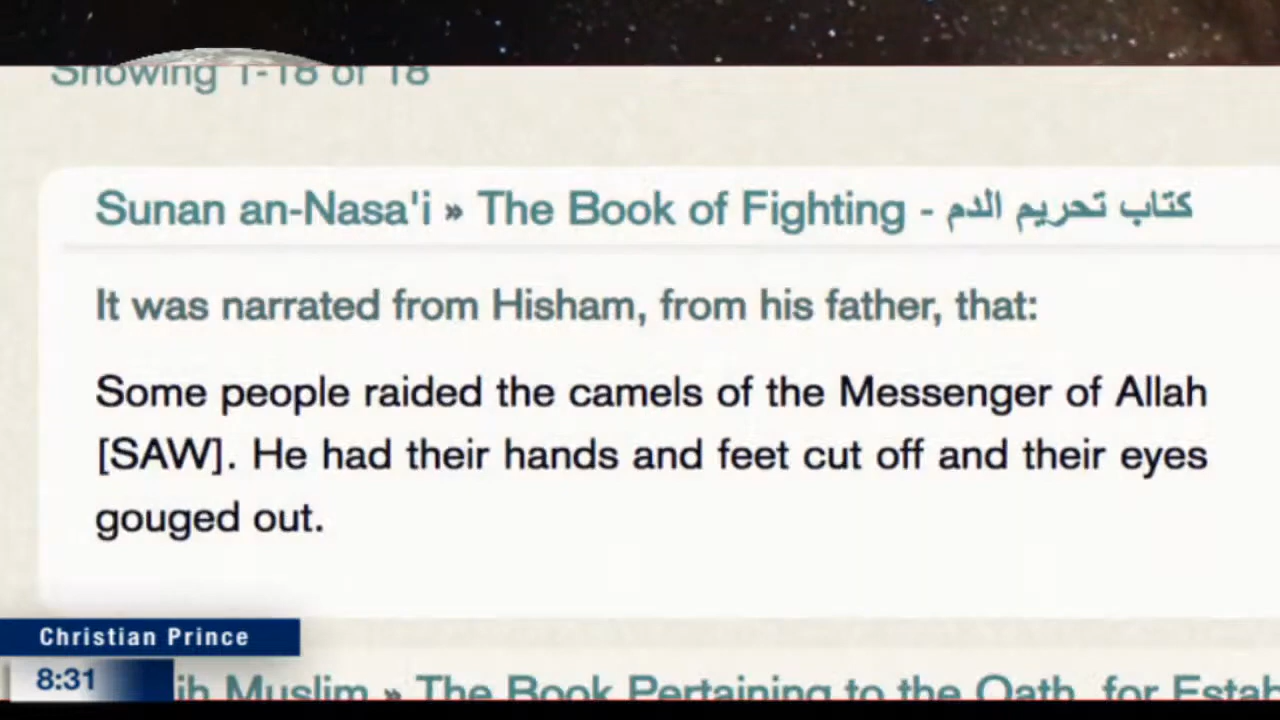 Showing 1-18 of 18
Sunan an-Nasa'i » The Book of Fighting - كتاب تحريم الدم
It was narrated from Hisham, from his father, that:
Some people raided the camels of the Messenger of Allah
[SAW]. He had their hands and feet cut off and their eyes
gouged out.
Christian Prince
8:31
Muslim » The Book Pertaining to the Oath, for